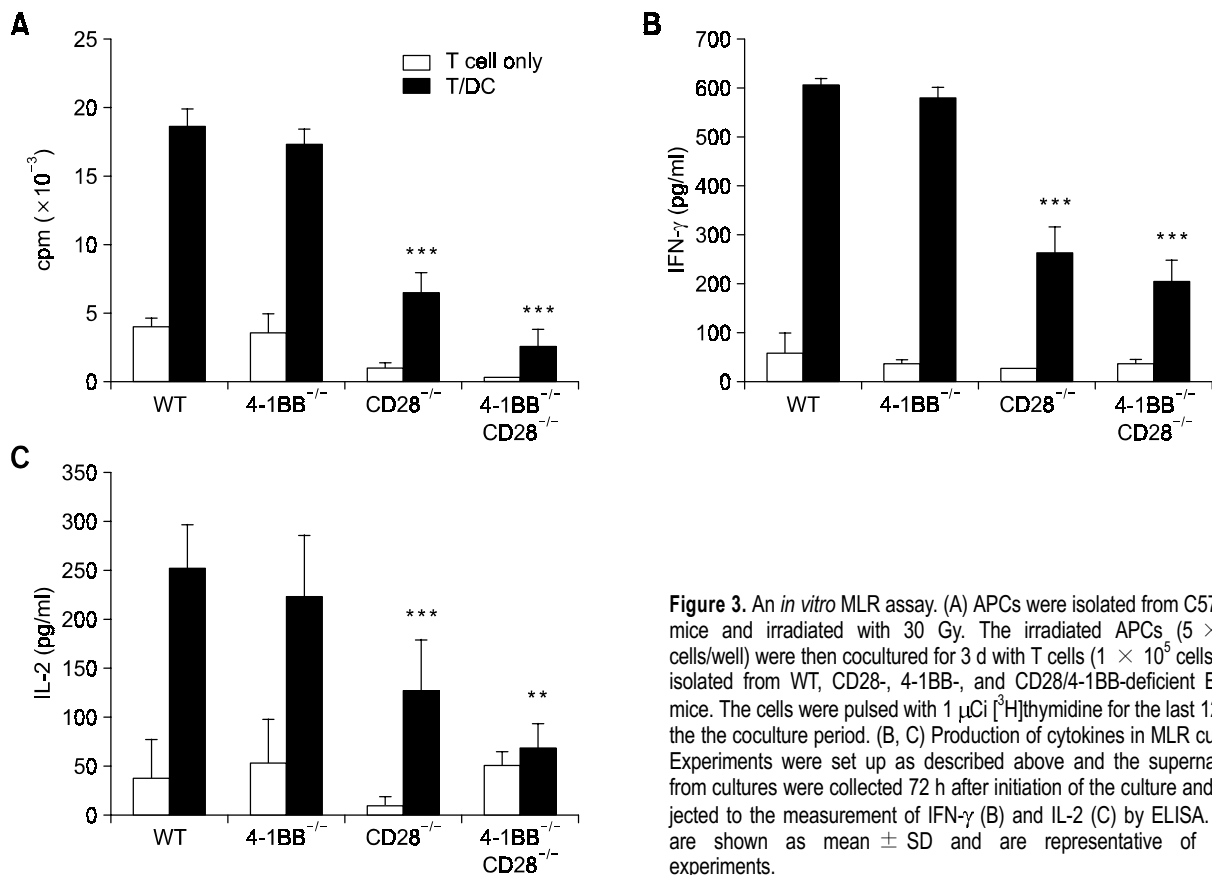 A
25
20
15
10
5
0
cpm (×10⁻³)
T cell only
T/DC
***
***
WT
4-1BB⁻/⁻
CD28⁻/⁻
4-1BB⁻/⁻
CD28⁻/⁻
B
700
600
500
400
300
200
100
0
IFN-γ (pg/ml)
***
***
WT
4-1BB⁻/⁻
CD28⁻/⁻
4-1BB⁻/⁻
CD28⁻/⁻
C
350
300
250
200
150
100
50
0
IL-2 (pg/ml)
***
**
WT
4-1BB⁻/⁻
CD28⁻/⁻
4-1BB⁻/⁻
CD28⁻/⁻
Figure 3. An in vitro MLR assay. (A) APCs were isolated from C57
mice and irradiated with 30 Gy. The irradiated APCs (5 ×
cells/well) were then cocultured for 3 d with T cells (1 × 10⁵ cells
isolated from WT, CD28-, 4-1BB-, and CD28/4-1BB-deficient
mice. The cells were pulsed with 1 μCi [³H]thymidine for the last 12
the the coculture period. (B, C) Production of cytokines in MLR cu
Experiments were set up as described above and the superna
from cultures were collected 72 h after initiation of the culture and
jected to the measurement of IFN-γ (B) and IL-2 (C) by ELISA.
are shown as mean ± SD and are representative of
experiments.